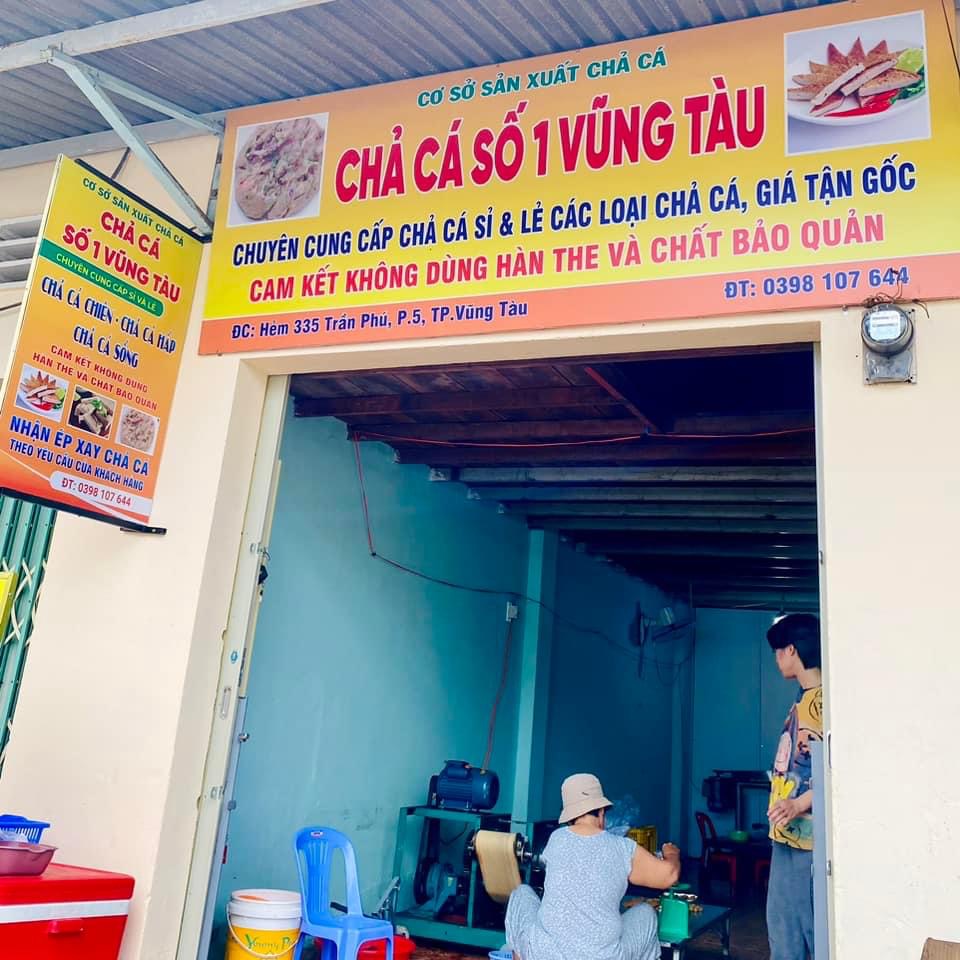 CƠ SỞ SẢN XUẤT CHẢ CÁ
CHẢ CÁ SỐ 1 VŨNG TÀU
CHUYÊN CUNG CẤP CHẢ CÁ SỈ & LẺ CÁC LOẠI CHẢ CÁ, GIÁ TẬN GỐC
CAM KẾT KHÔNG DÙNG HÀN THE VÀ CHẤT BẢO QUẢN
ĐC: Hẻm 335 Trần Phú, P.5, TP.Vũng Tàu
ĐT: 0398 107 644
CƠ SỞ SẢN XUẤT CHẢ CÁ
CHẢ CÁ
SỐ 1 VŨNG TÀU
CHUYÊN CUNG CẤP SỈ VÀ LẺ
CHẢ CÁ CHIÊN - CHẢ CÁ HẤP
CHẢ CÁ SỐNG
CAM KẾT KHÔNG DÙNG
HÀN THE VÀ CHẤT BẢO QUẢN
NHẬN ÉP XAY CHẢ CÁ
THEO YÊU CẦU CỦA KHÁCH HÀNG
ĐT: 0398 107 644